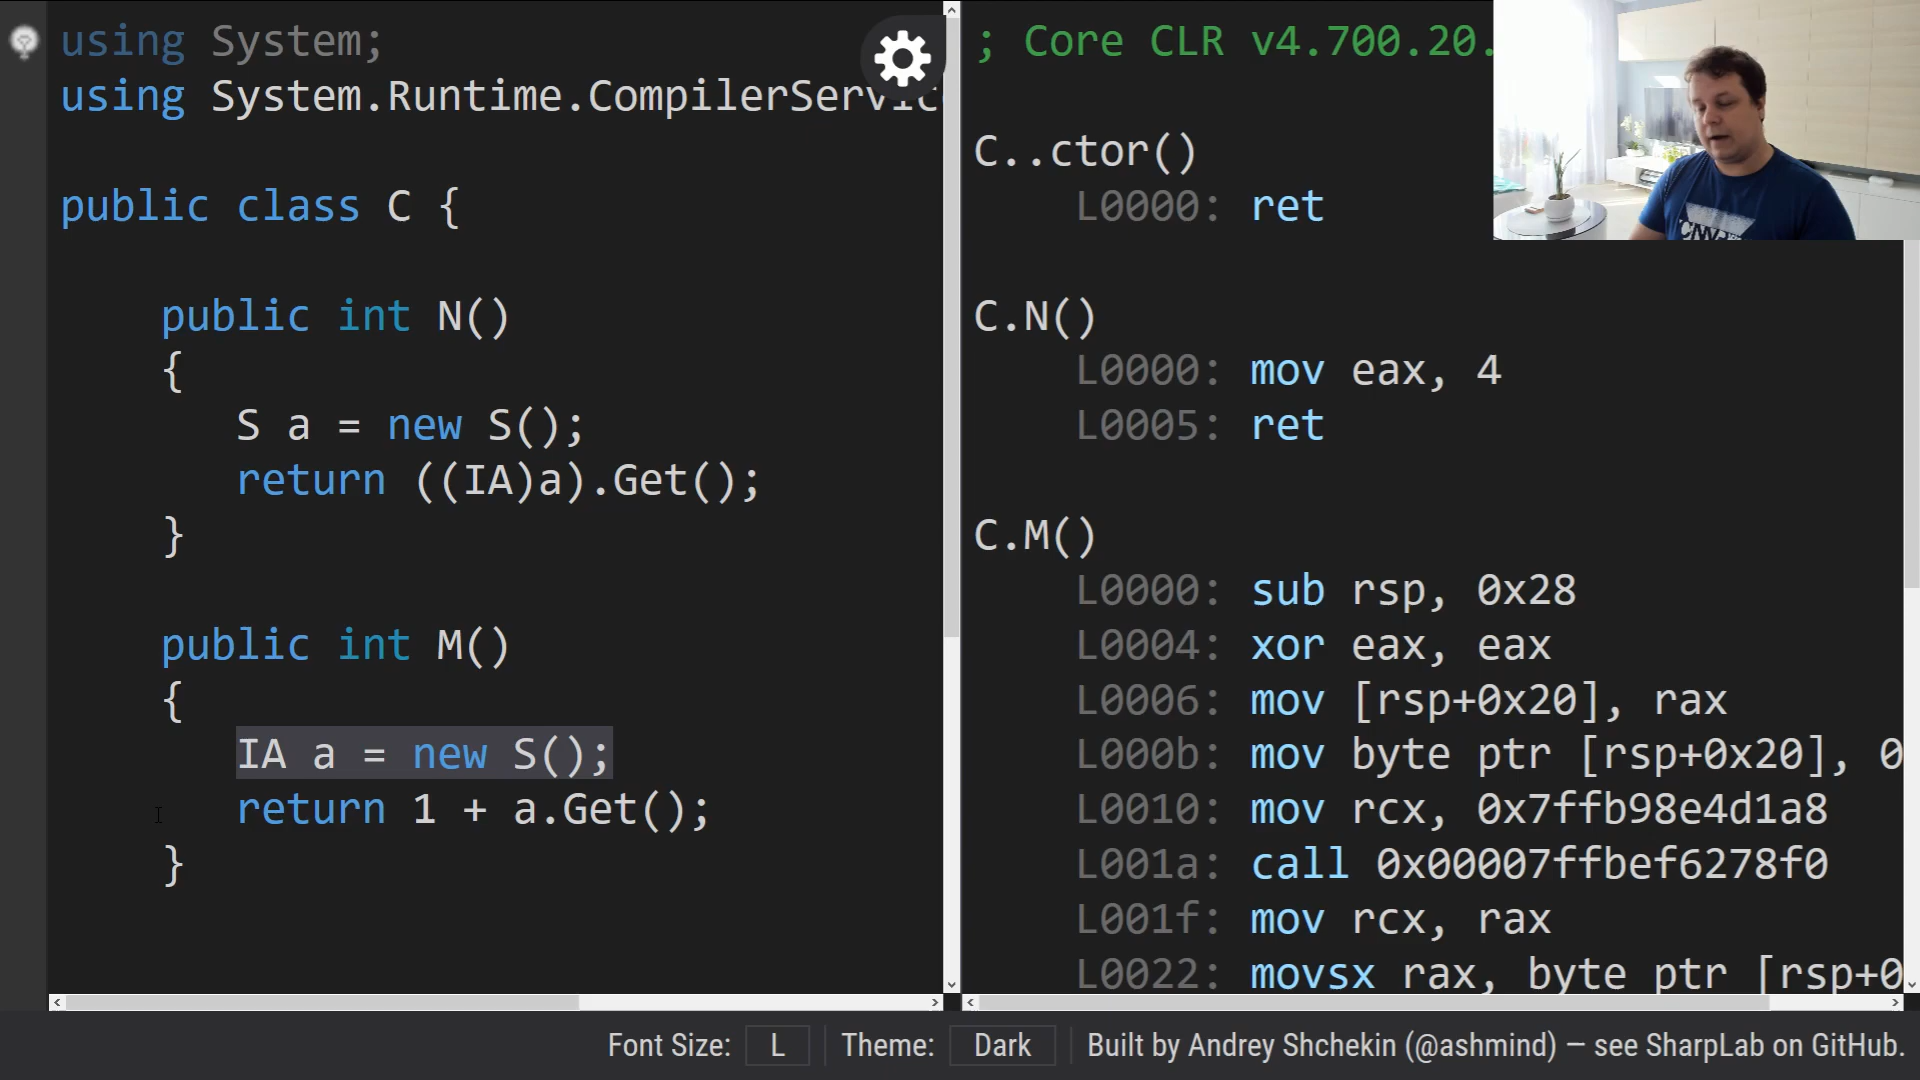 using System;
using System.Runtime.CompilerServic
public class C {
public int N()
{
S a = new S();
return ((IA)a).Get();
}
public int M()
{
IA a = new S();
return 1 + a.Get();
}
; Core CLR v4.700.20.
C..ctor()
L0000: ret
C.N()
L0000: mov eax, 4
L0005: ret
C.M()
L0000: sub rsp, 0x28
L0004: xor eax, eax
L0006: mov [rsp+0x20], rax
L000b: mov byte ptr [rsp+0x20], 0
L0010: mov rcx, 0x7ffb98e4d1a8
L001a: call 0x00007ffbef6278f0
L001f: mov rcx, rax
L0022: movsx rax, byte ptr [rsp+0
Font Size: L Theme: Dark Built by Andrey Shchekin (@ashmind) — see SharpLab on GitHub.